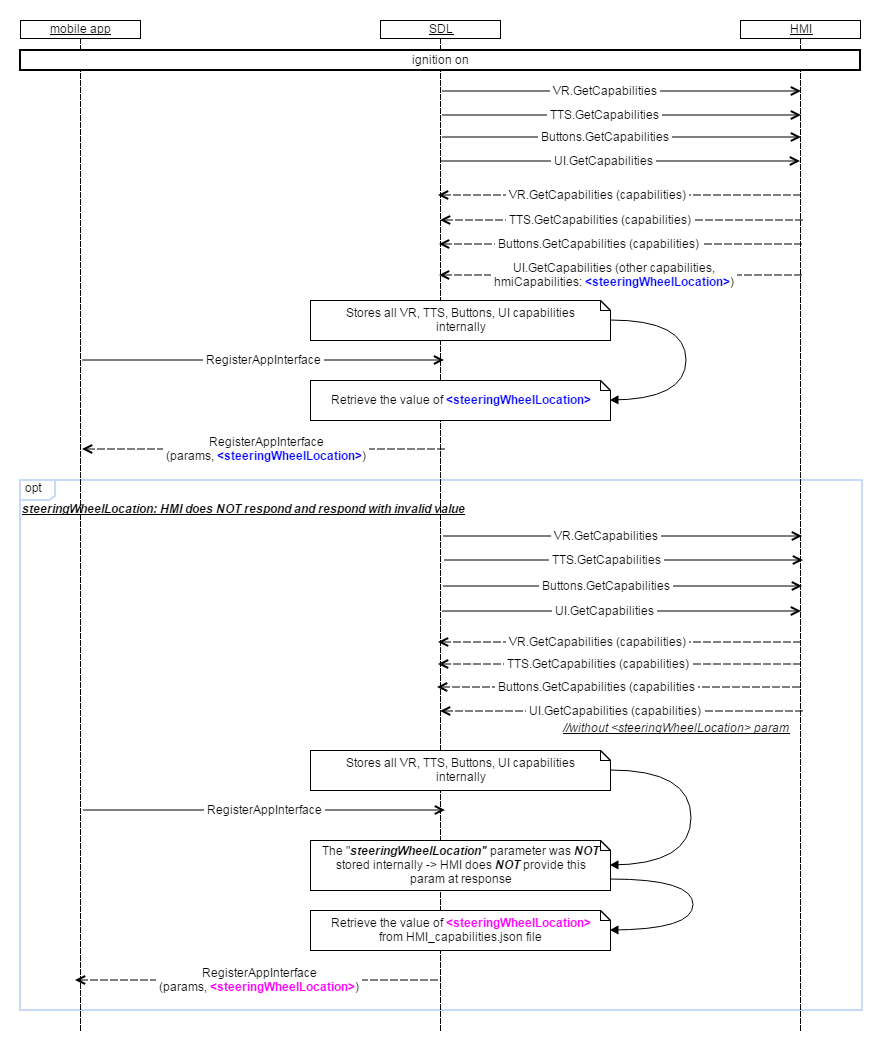 mobile app
SDL
HMI
ignition on
VR.GetCapabilities
TTS.GetCapabilities
Buttons.GetCapabilities
UI.GetCapabilities
VR.GetCapabilities (capabilities)
TTS.GetCapabilities (capabilities)
Buttons.GetCapabilities (capabilities)
UI.GetCapabilities (other capabilities,
hmiCapabilities: <steeringWheelLocation>)
Stores all VR, TTS, Buttons, UI capabilities
internally
RegisterAppInterface
Retrieve the value of <steeringWheelLocation>
RegisterAppInterface
(params, <steeringWheelLocation>)
opt
steeringWheelLocation: HMI does NOT respond and respond with invalid value
VR.GetCapabilities
TTS.GetCapabilities
Buttons.GetCapabilities
UI.GetCapabilities
VR.GetCapabilities (capabilities)
TTS.GetCapabilities (capabilities)
Buttons.GetCapabilities (capabilities
UI.GetCapabilities (capabilities)
//without <steeringWheelLocation> param
Stores all VR, TTS, Buttons, UI capabilities
internally
RegisterAppInterface
The "steeringWheelLocation" parameter was NOT
stored internally -> HMI does NOT provide this
param at response
Retrieve the value of <steeringWheelLocation>
from HMI_capabilities.json file
RegisterAppInterface
(params, <steeringWheelLocation>)